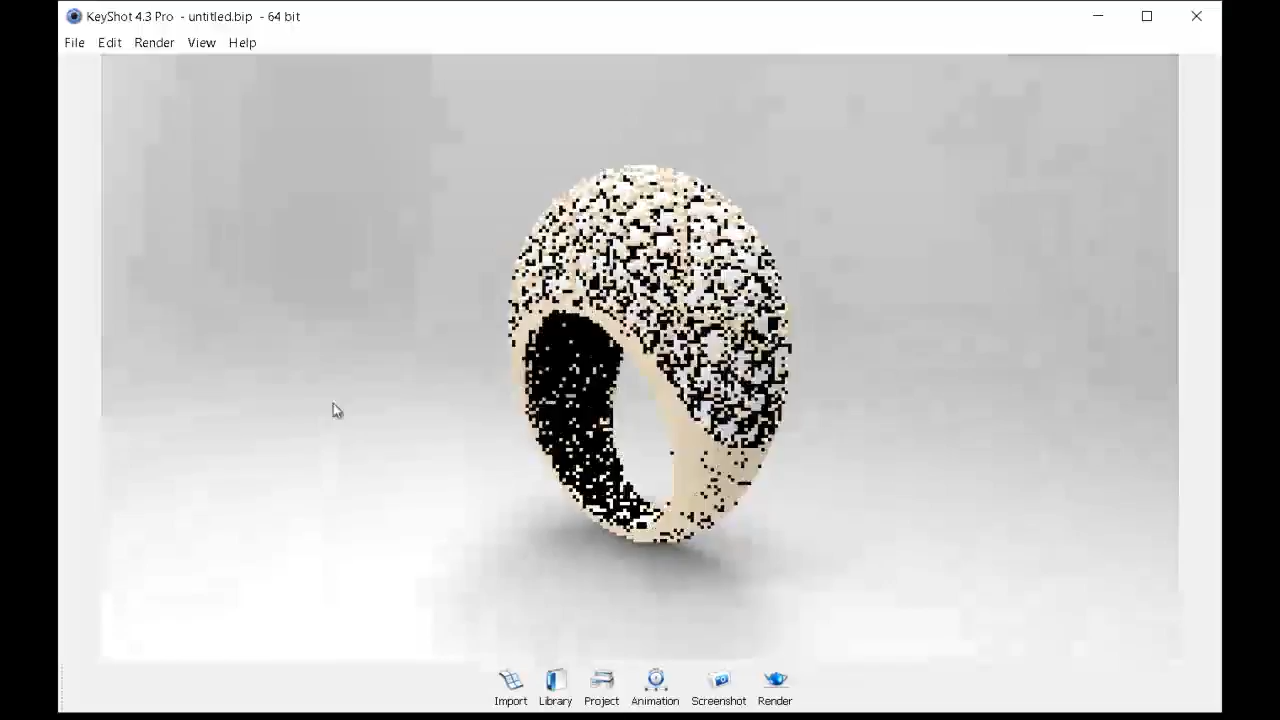 KeyShot 4.3 Pro - untitled.bip - 64 bit
File Edit Render View Help
Import Library Project Animation Screenshot Render